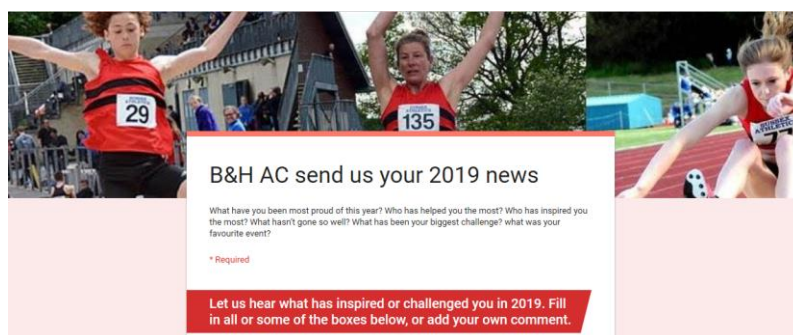 29
135
SUSSEX
ATHLETIC
B&H AC send us your 2019 news
What have you been most proud of this year? Who has helped you the most? Who has inspired you
the most? What hasn't gone so well? What has been your biggest challenge? what was your
favourite event?
* Required
Let us hear what has inspired or challenged you in 2019. Fill
in all or some of the boxes below, or add your own comment.